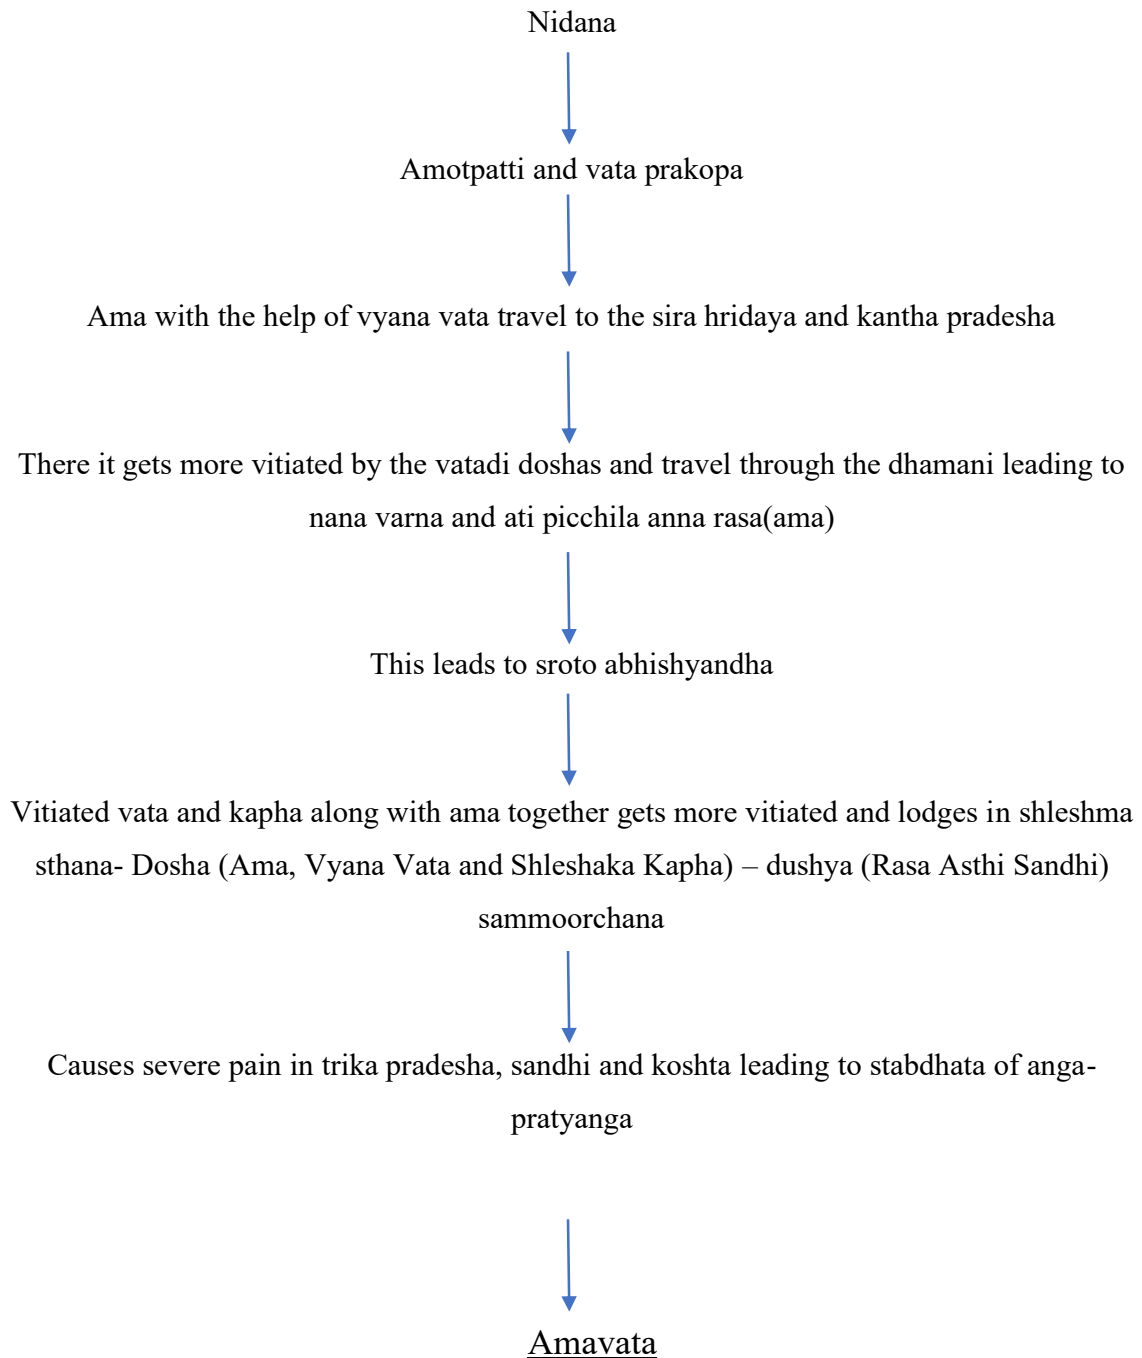 Nidana
Amotpatti and vata prakopa
Ama with the help of vyana vata travel to the sira hridaya and kantha pradesha
There it gets more vitiated by the vatadi doshas and travel through the dhamani leading to
nana varna and ati picchila anna rasa(ama)
This leads to sroto abhishyandha
Vitiated vata and kapha along with ama together gets more vitiated and lodges in shleshma
sthana- Dosha (Ama, Vyana Vata and Shleshaka Kapha) – dushya (Rasa Asthi Sandhi)
sammoorchana
Causes severe pain in trika pradesha, sandhi and koshta leading to stabdhata of anga-
pratyanga
Amavata